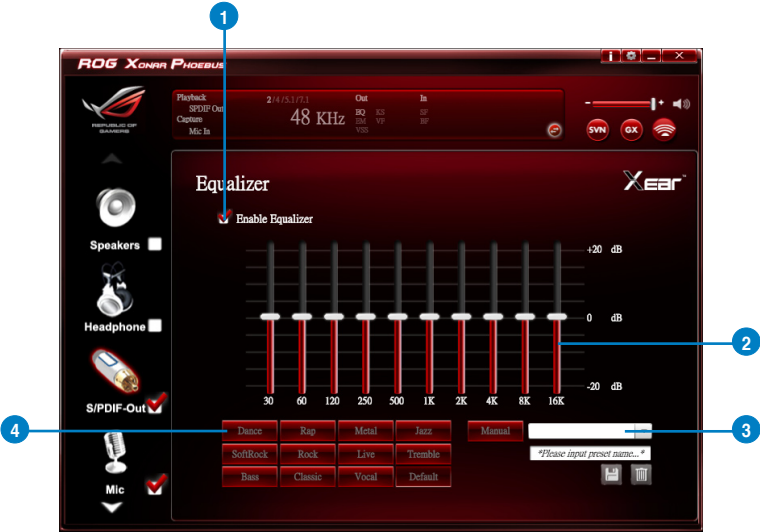 1
ROG XONAR PHOEBUS
REPUBLIC OF
GAMERS
Playback
SPDIF Out
Capture
Mic In
2/4/5.1/7.1
48 KHz
Out
In
EQ KS
EM VF
VSS
SF
BF
SVN
GX
Equalizer
Xear™
Enable Equalizer
Speakers
Headphone
S/PDIF-Out
Mic
+20 dB
0 dB
-20 dB
2
30 60 120 250 500 1K 2K 4K 8K 16K
4
Dance Rap Metal Jazz
SoftRock Rock Live Tremble
Bass Classic Vocal Default
Manual
3
*Please input preset name...*